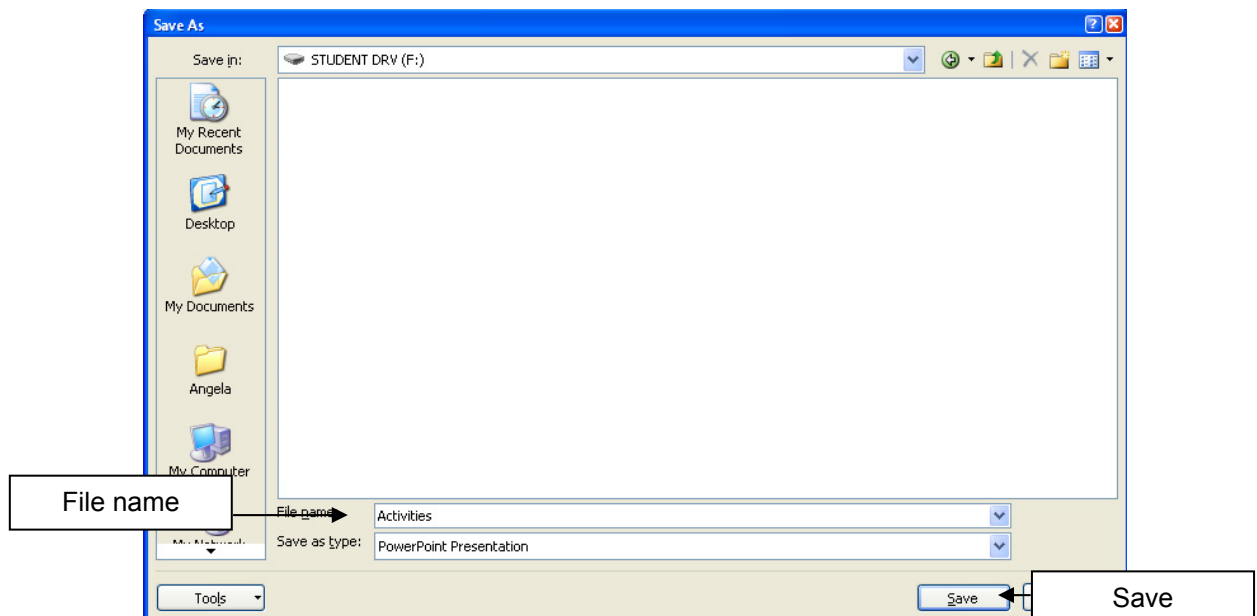 Save As
Save in:
STUDENT DRV (F:)
My Recent
Documents
Desktop
My Documents
Angela
My Computer
File name
File name
Activities
Save as type:
PowerPoint Presentation
Tools
Save
Save